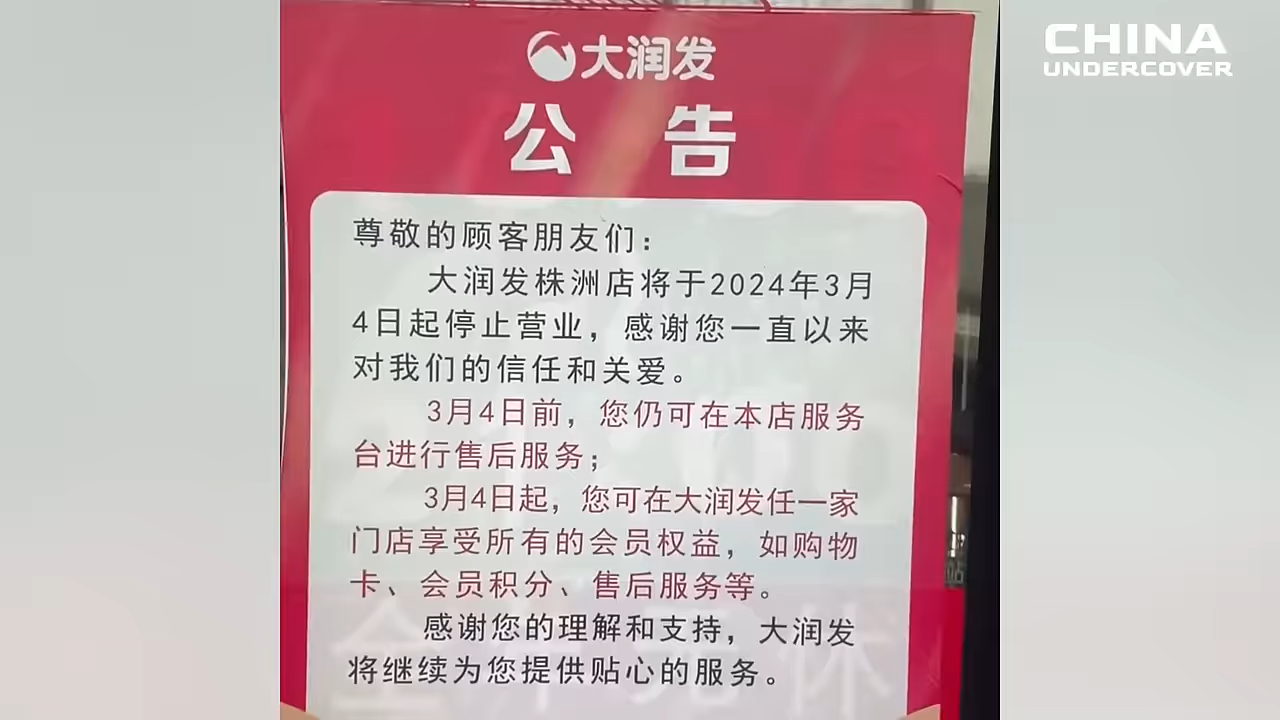 CHINA
UNDERCOVER
大润发
公告
尊敬的顾客朋友们：
大润发株洲店将于2024年3月
4日起停止营业，感谢您一直以来
对我们的信任和关爱。
3月4日前，您仍可在本店服务
台进行售后服务；
3月4日起，您可在大润发任一家
门店享受所有的会员权益，如购物
卡、会员积分、售后服务等。
感谢您的理解和支持，大润发
将继续为您提供贴心的服务。